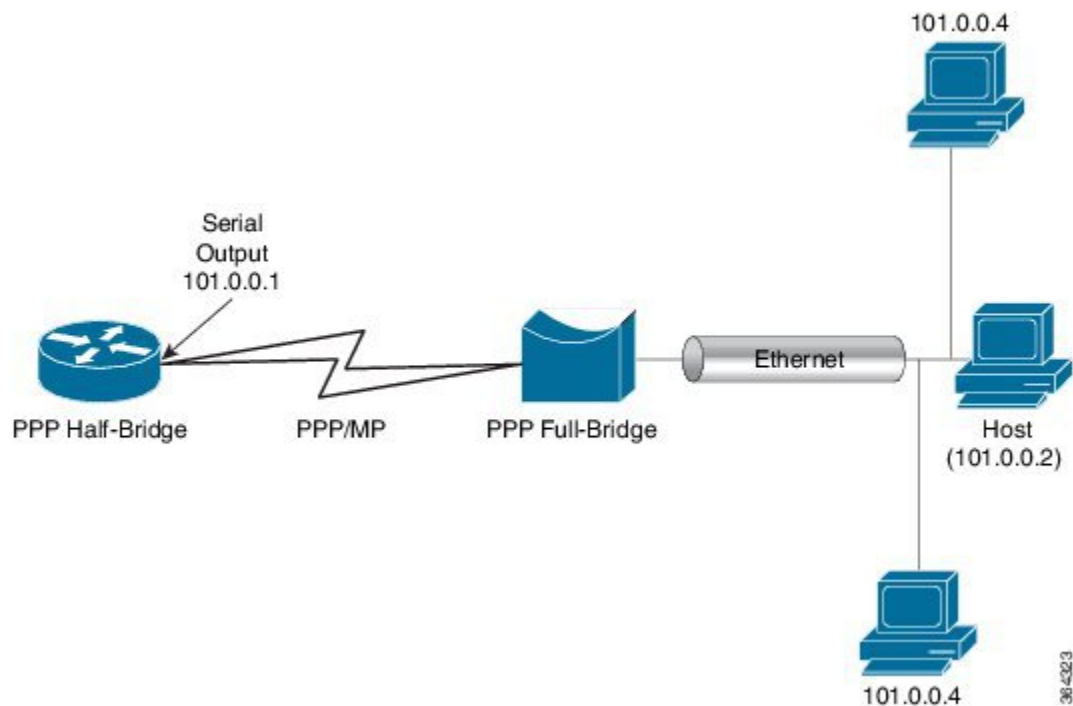 101.0.0.4
Serial
Output
101.0.0.1
Ethernet
PPP Half-Bridge
PPP/MP
PPP Full-Bridge
Host
(101.0.0.2)
101.0.0.4
364323